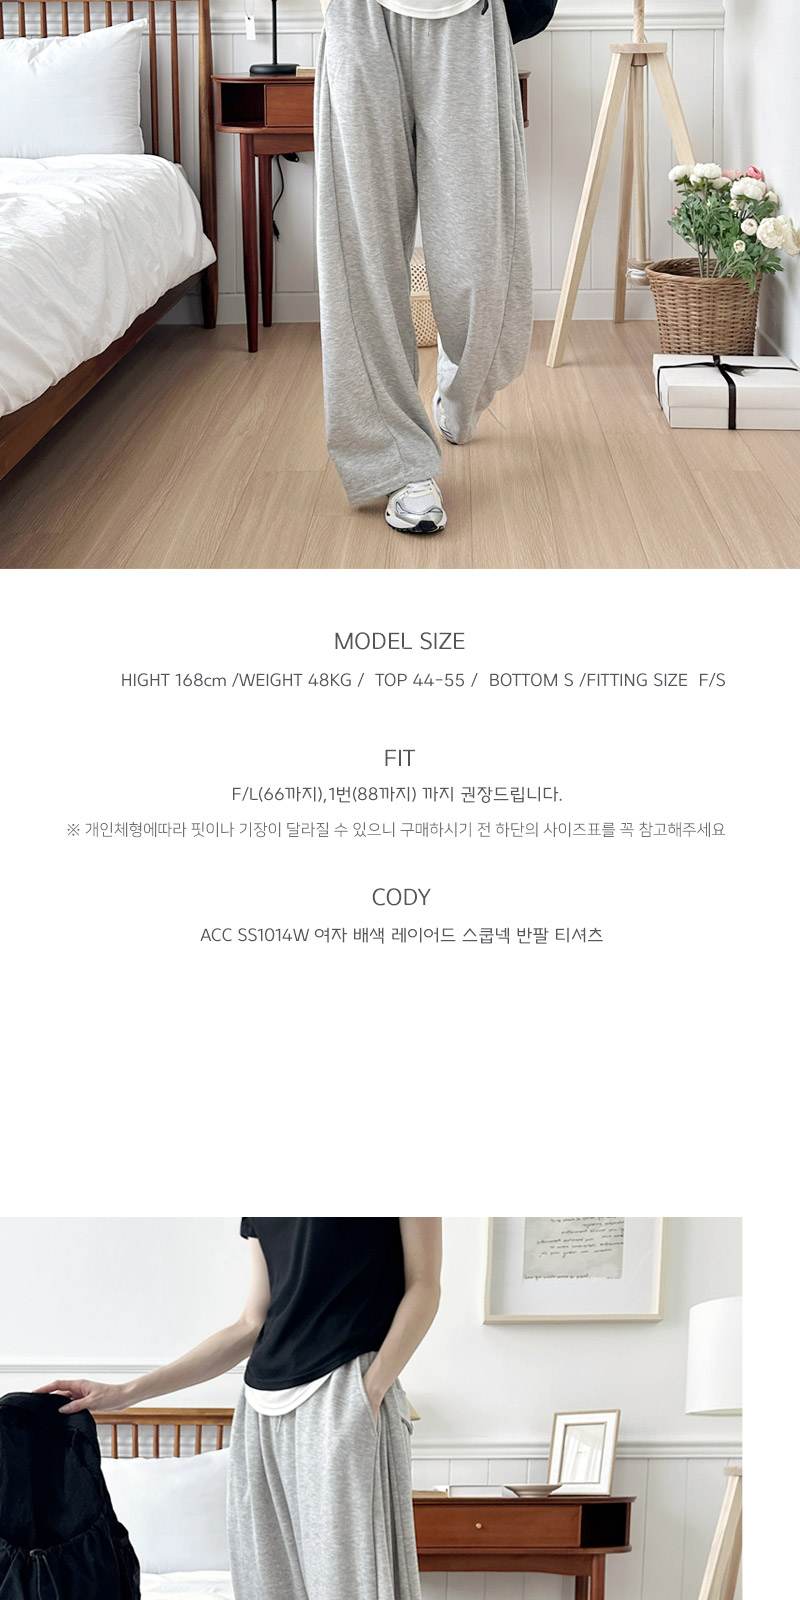 MODEL SIZE
HIGHT 168cm /WEIGHT 48KG /  TOP 44-55 /  BOTTOM S /FITTING SIZE  F/S
FIT
F/L(66까지),1번(88까지) 까지 권장드립니다.
※ 개인체형에따라 핏이나 기장이 달라질 수 있으니 구매하시기 전 하단의 사이즈표를 꼭 참고해주세요
CODY
ACC SS1014W 여자 배색 레이어드 스쿱넥 반팔 티셔츠